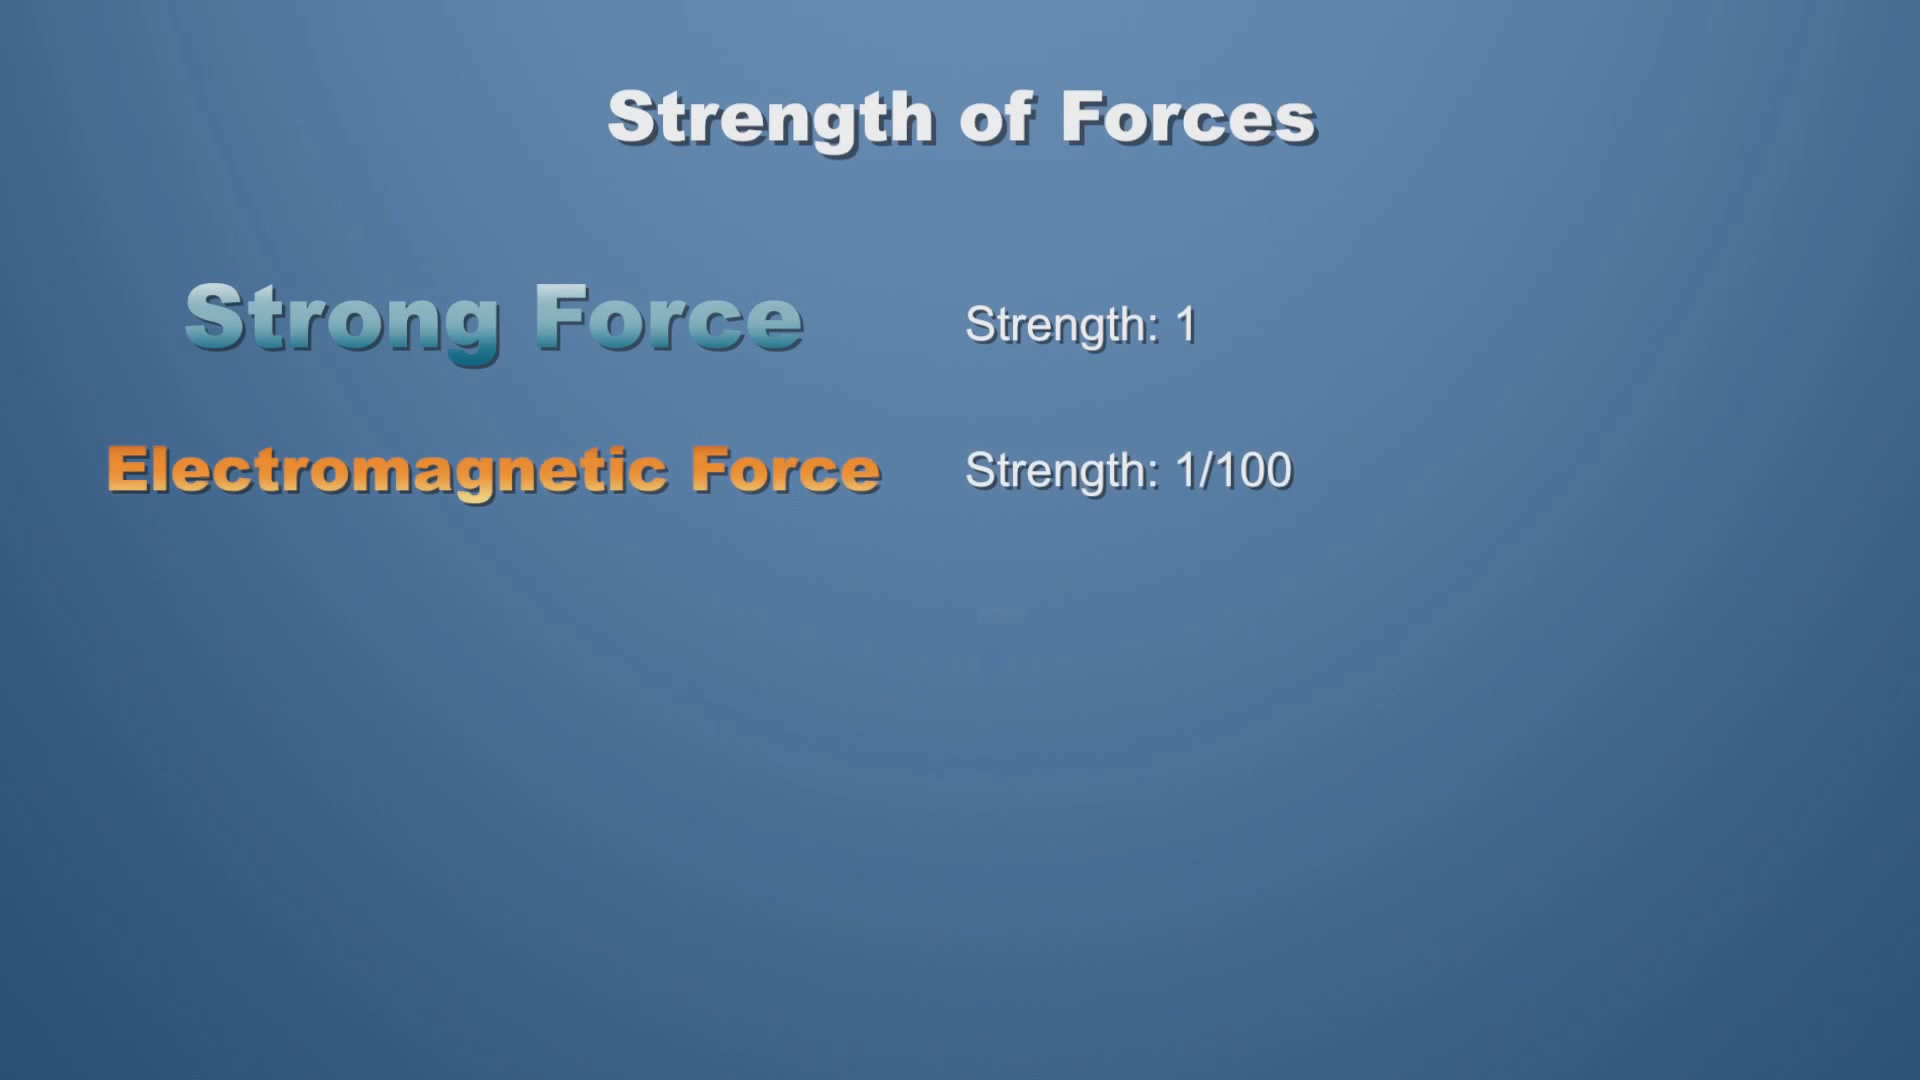 Strength of Forces
Strong Force Strength: 1
Electromagnetic Force Strength: 1/100